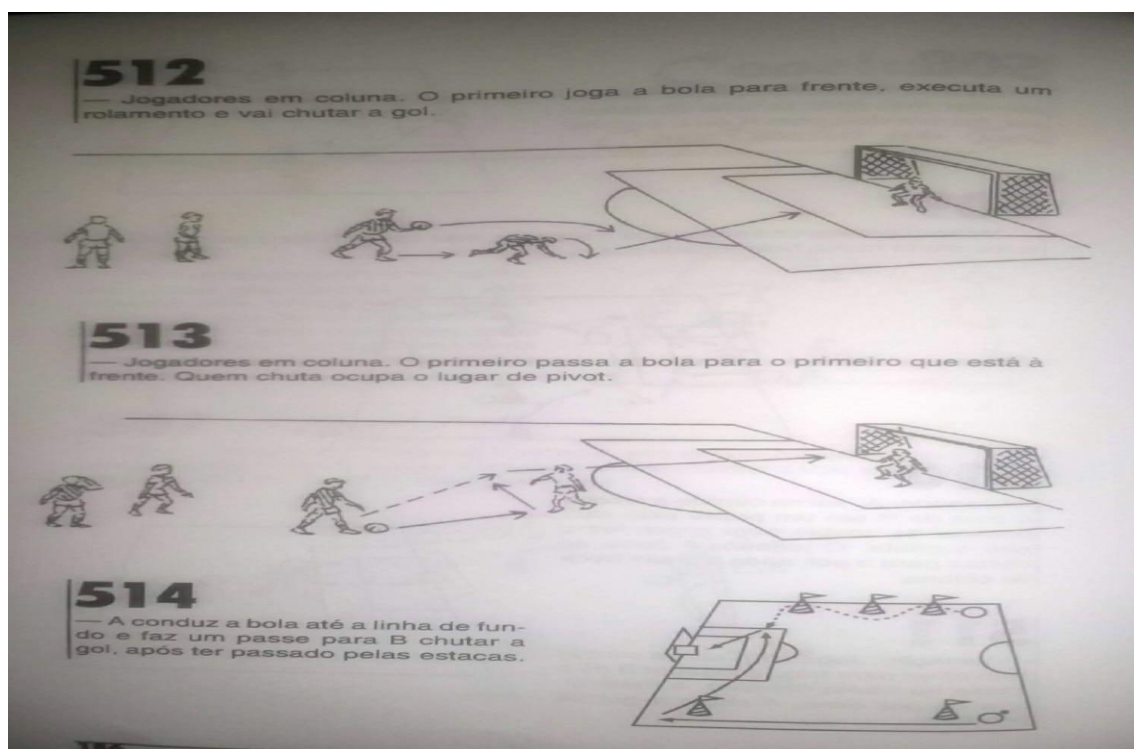 512
— Jogadores em coluna. O primeiro joga a bola para frente, executa um
rolamento e vai chutar a gol.
513
— Jogadores em coluna. O primeiro passa a bola para o primeiro que está à
frente. Quem chuta ocupa o lugar de pivot.
514
— A conduz a bola até a linha de fun-
do e faz um passe para B chutar a
gol, após ter passado pelas estacas.